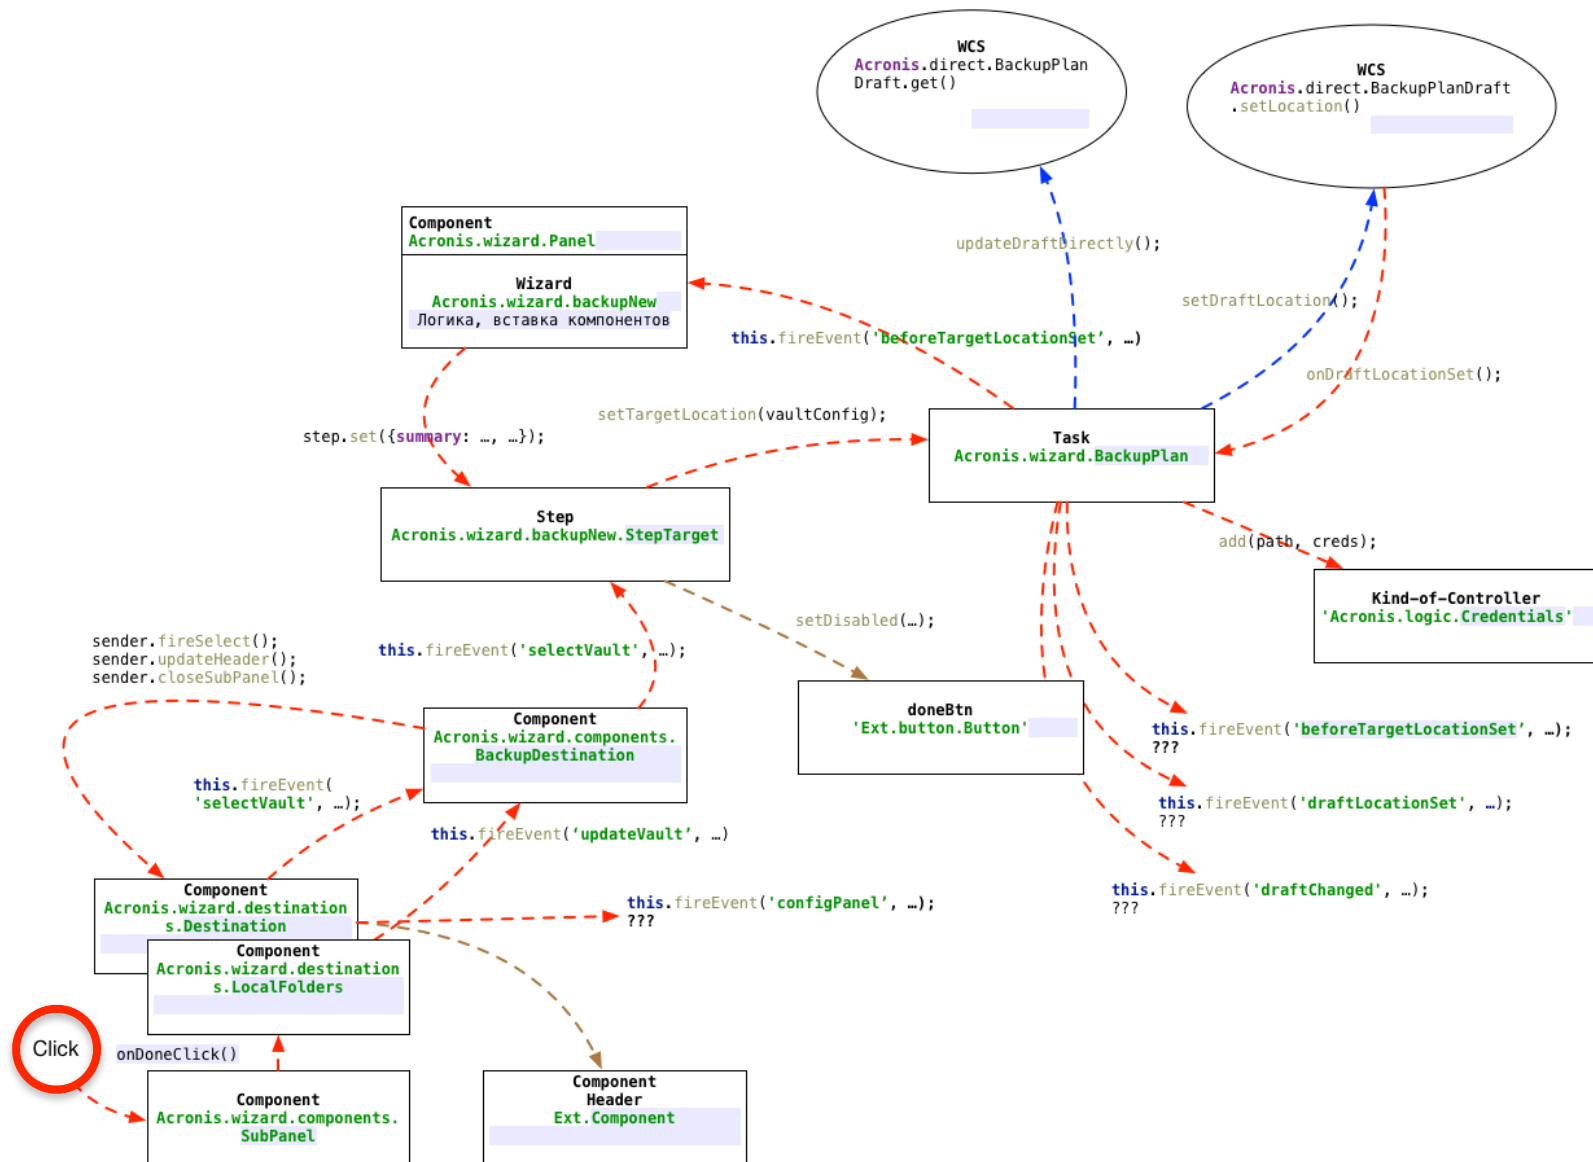 WCS
Acronis.direct.BackupPlan
Draft.get()
WCS
Acronis.direct.BackupPlanDraft
.setLocation()
Component
Acronis.wizard.Panel
Wizard
Acronis.wizard.backupNew
Логика, вставка компонентов
updateDraftDirectly();
setDraftLocation();
this.fireEvent('beforeTargetLocationSet’, …)
onDraftLocationSet();
setTargetLocation(vaultConfig);
step.set({summary: …, …});
Task
Acronis.wizard.BackupPlan
Step
Acronis.wizard.backupNew.StepTarget
add(path, creds);
Kind-of-Controller
'Acronis.logic.Credentials'
setDisabled(…);
sender.fireSelect();
sender.updateHeader();
sender.closeSubPanel();
this.fireEvent('selectVault', …);
doneBtn
'Ext.button.Button'
Component
Acronis.wizard.components.
BackupDestination
this.fireEvent('beforeTargetLocationSet’, …);
???
this.fireEvent(
'selectVault', …);
this.fireEvent('draftLocationSet', …);
???
this.fireEvent(‘updateVault’, …)
Component
Acronis.wizard.destination
s.Destination
this.fireEvent('configPanel', …);
???
this.fireEvent('draftChanged', …);
???
Component
Acronis.wizard.destination
s.LocalFolders
Click
onDoneClick()
Component
Acronis.wizard.components.
SubPanel
Component
Header
Ext.Component